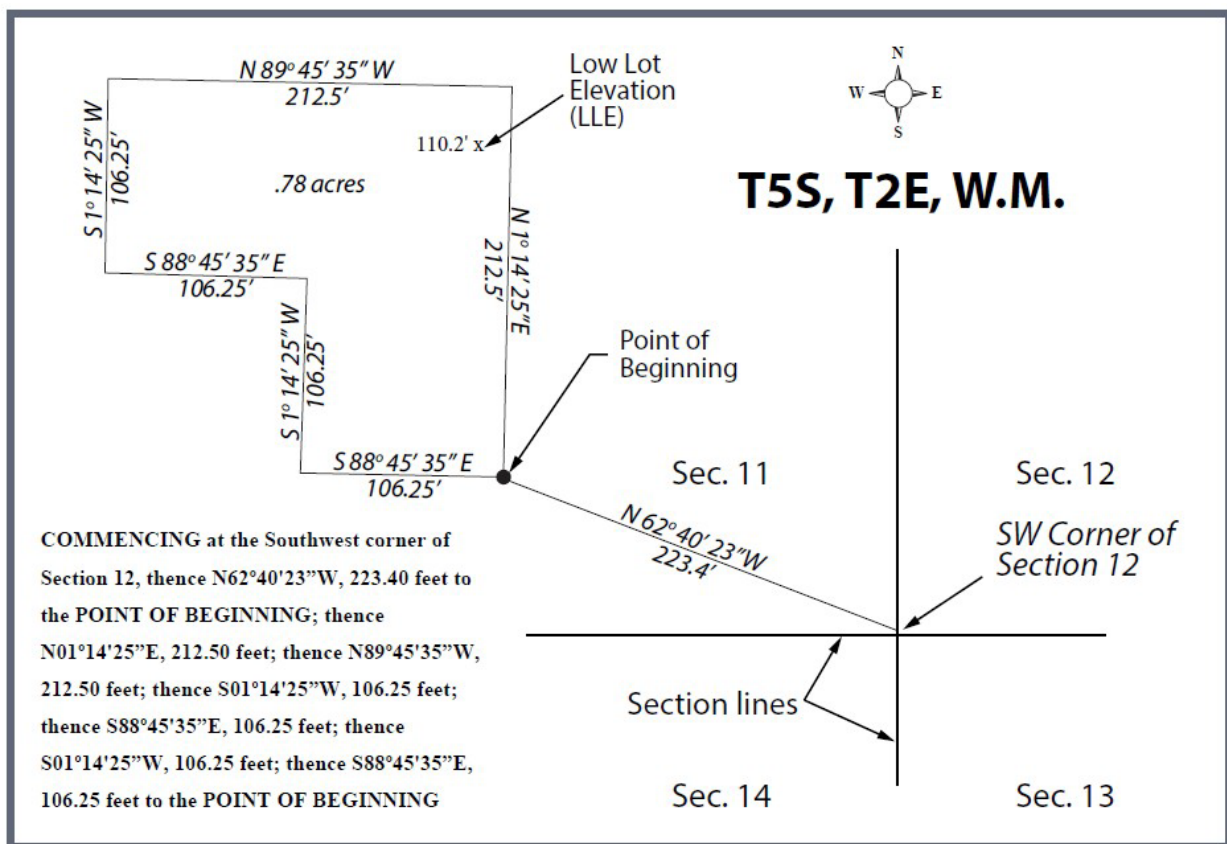 N 89° 45' 35" W
212.5'
Low Lot
Elevation
(LLE)
N
W
E
S
110.2' x
S 1° 14' 25" W
106.25'
.78 acres
T5S, T2E, W.M.
N 1° 14' 25"E
212.5'
S 88° 45' 35" E
106.25'
S 1° 14' 25" W
106.25'
Point of
Beginning
S 88° 45' 35" E
106.25'
Sec. 11
Sec. 12
N 62° 40' 23"W
223.4'
SW Corner of
Section 12
COMMENCING at the Southwest corner of
Section 12, thence N62°40'23”W, 223.40 feet to
the POINT OF BEGINNING; thence
N01°14'25”E, 212.50 feet; thence N89°45'35”W,
212.50 feet; thence S01°14'25”W, 106.25 feet;
thence S88°45'35”E, 106.25 feet; thence
S01°14'25”W, 106.25 feet; thence S88°45'35”E,
106.25 feet to the POINT OF BEGINNING
Section lines
Sec. 14
Sec. 13